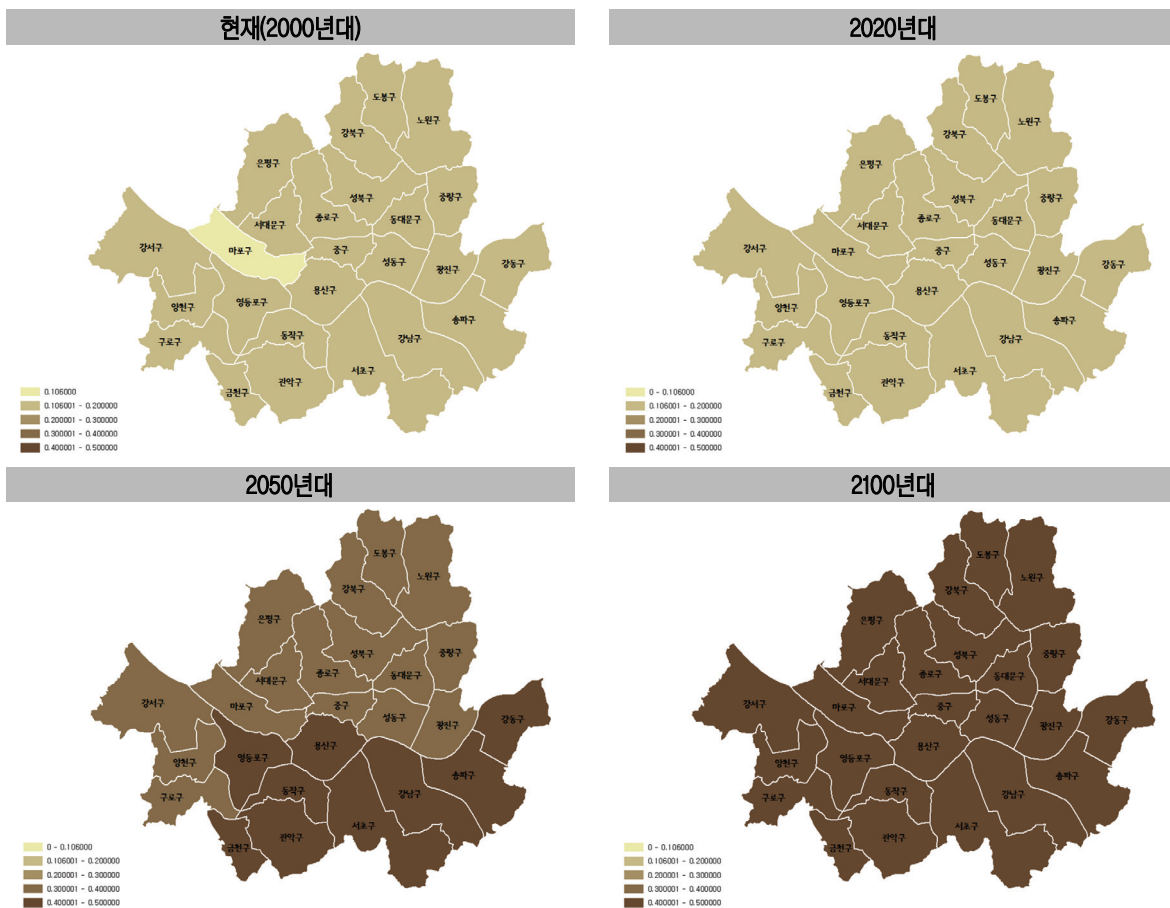 현재(2000년대)
도봉구
노원구
강북구
은평구
성북구
중랑구
종로구
서대문구
동대문구
강서구
마포구
중구
성동구
광진구
강동구
양천구
영등포구
용산구
송파구
구로구
동작구
강남구
금천구
관악구
서초구
0.106000
0.106001 - 0.200000
0.200001 - 0.300000
0.300001 - 0.400000
0.400001 - 0.500000
2020년대
도봉구
노원구
강북구
은평구
성북구
중랑구
종로구
서대문구
동대문구
강서구
마포구
중구
성동구
광진구
강동구
양천구
영등포구
용산구
송파구
구로구
동작구
강남구
금천구
관악구
서초구
0 - 0.106000
0.106001 - 0.200000
0.200001 - 0.300000
0.300001 - 0.400000
0.400001 - 0.500000
2050년대
도봉구
노원구
강북구
은평구
성북구
중랑구
종로구
서대문구
동대문구
강서구
마포구
중구
성동구
광진구
강동구
양천구
영등포구
용산구
송파구
구로구
동작구
강남구
금천구
관악구
서초구
0 - 0.106000
0.106001 - 0.200000
0.200001 - 0.300000
0.300001 - 0.400000
0.400001 - 0.500000
2100년대
도봉구
노원구
강북구
은평구
성북구
중랑구
종로구
서대문구
동대문구
강서구
마포구
중구
성동구
광진구
강동구
양천구
영등포구
용산구
송파구
구로구
동작구
강남구
금천구
관악구
서초구
0 - 0.106000
0.106001 - 0.200000
0.200001 - 0.300000
0.300001 - 0.400000
0.400001 - 0.500000